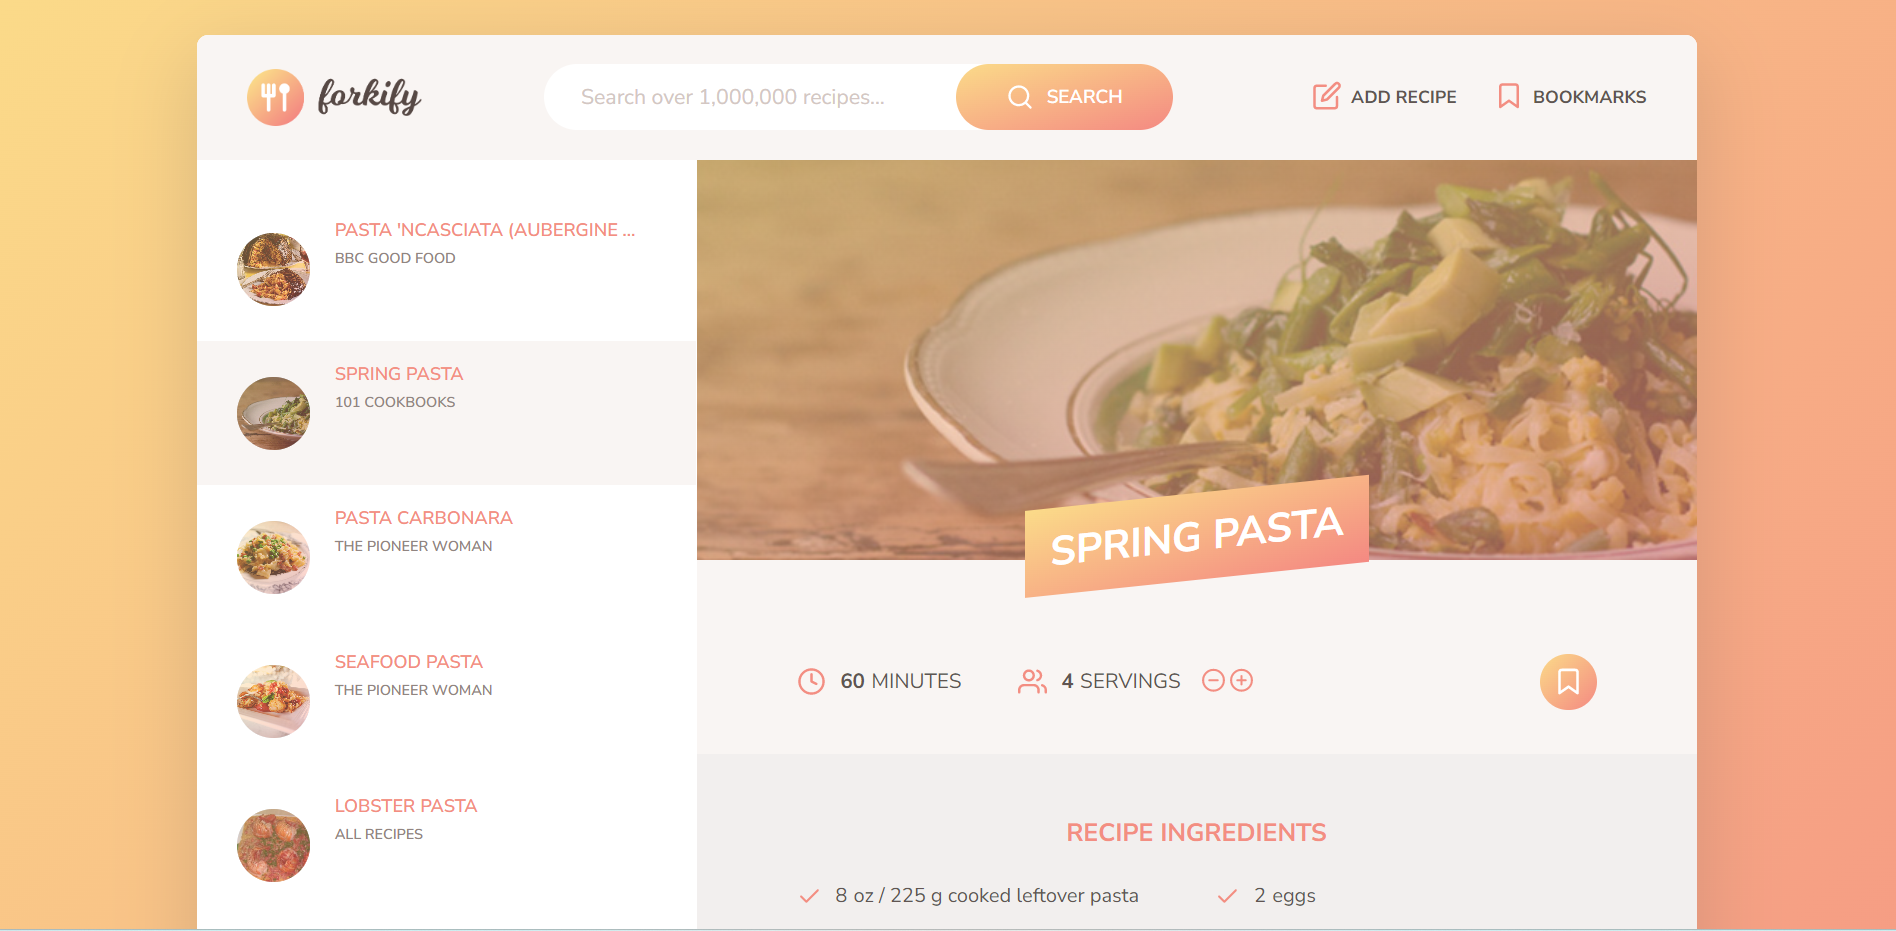 forkify
Search over 1,000,000 recipes...
SEARCH
ADD RECIPE
BOOKMARKS
PASTA 'NCASCIATA (AUBERGINE ...
BBC GOOD FOOD
SPRING PASTA
101 COOKBOOKS
PASTA CARBONARA
THE PIONEER WOMAN
SEAFOOD PASTA
THE PIONEER WOMAN
LOBSTER PASTA
ALL RECIPES
SPRING PASTA
60 MINUTES
4 SERVINGS
RECIPE INGREDIENTS
8 oz / 225 g cooked leftover pasta
2 eggs